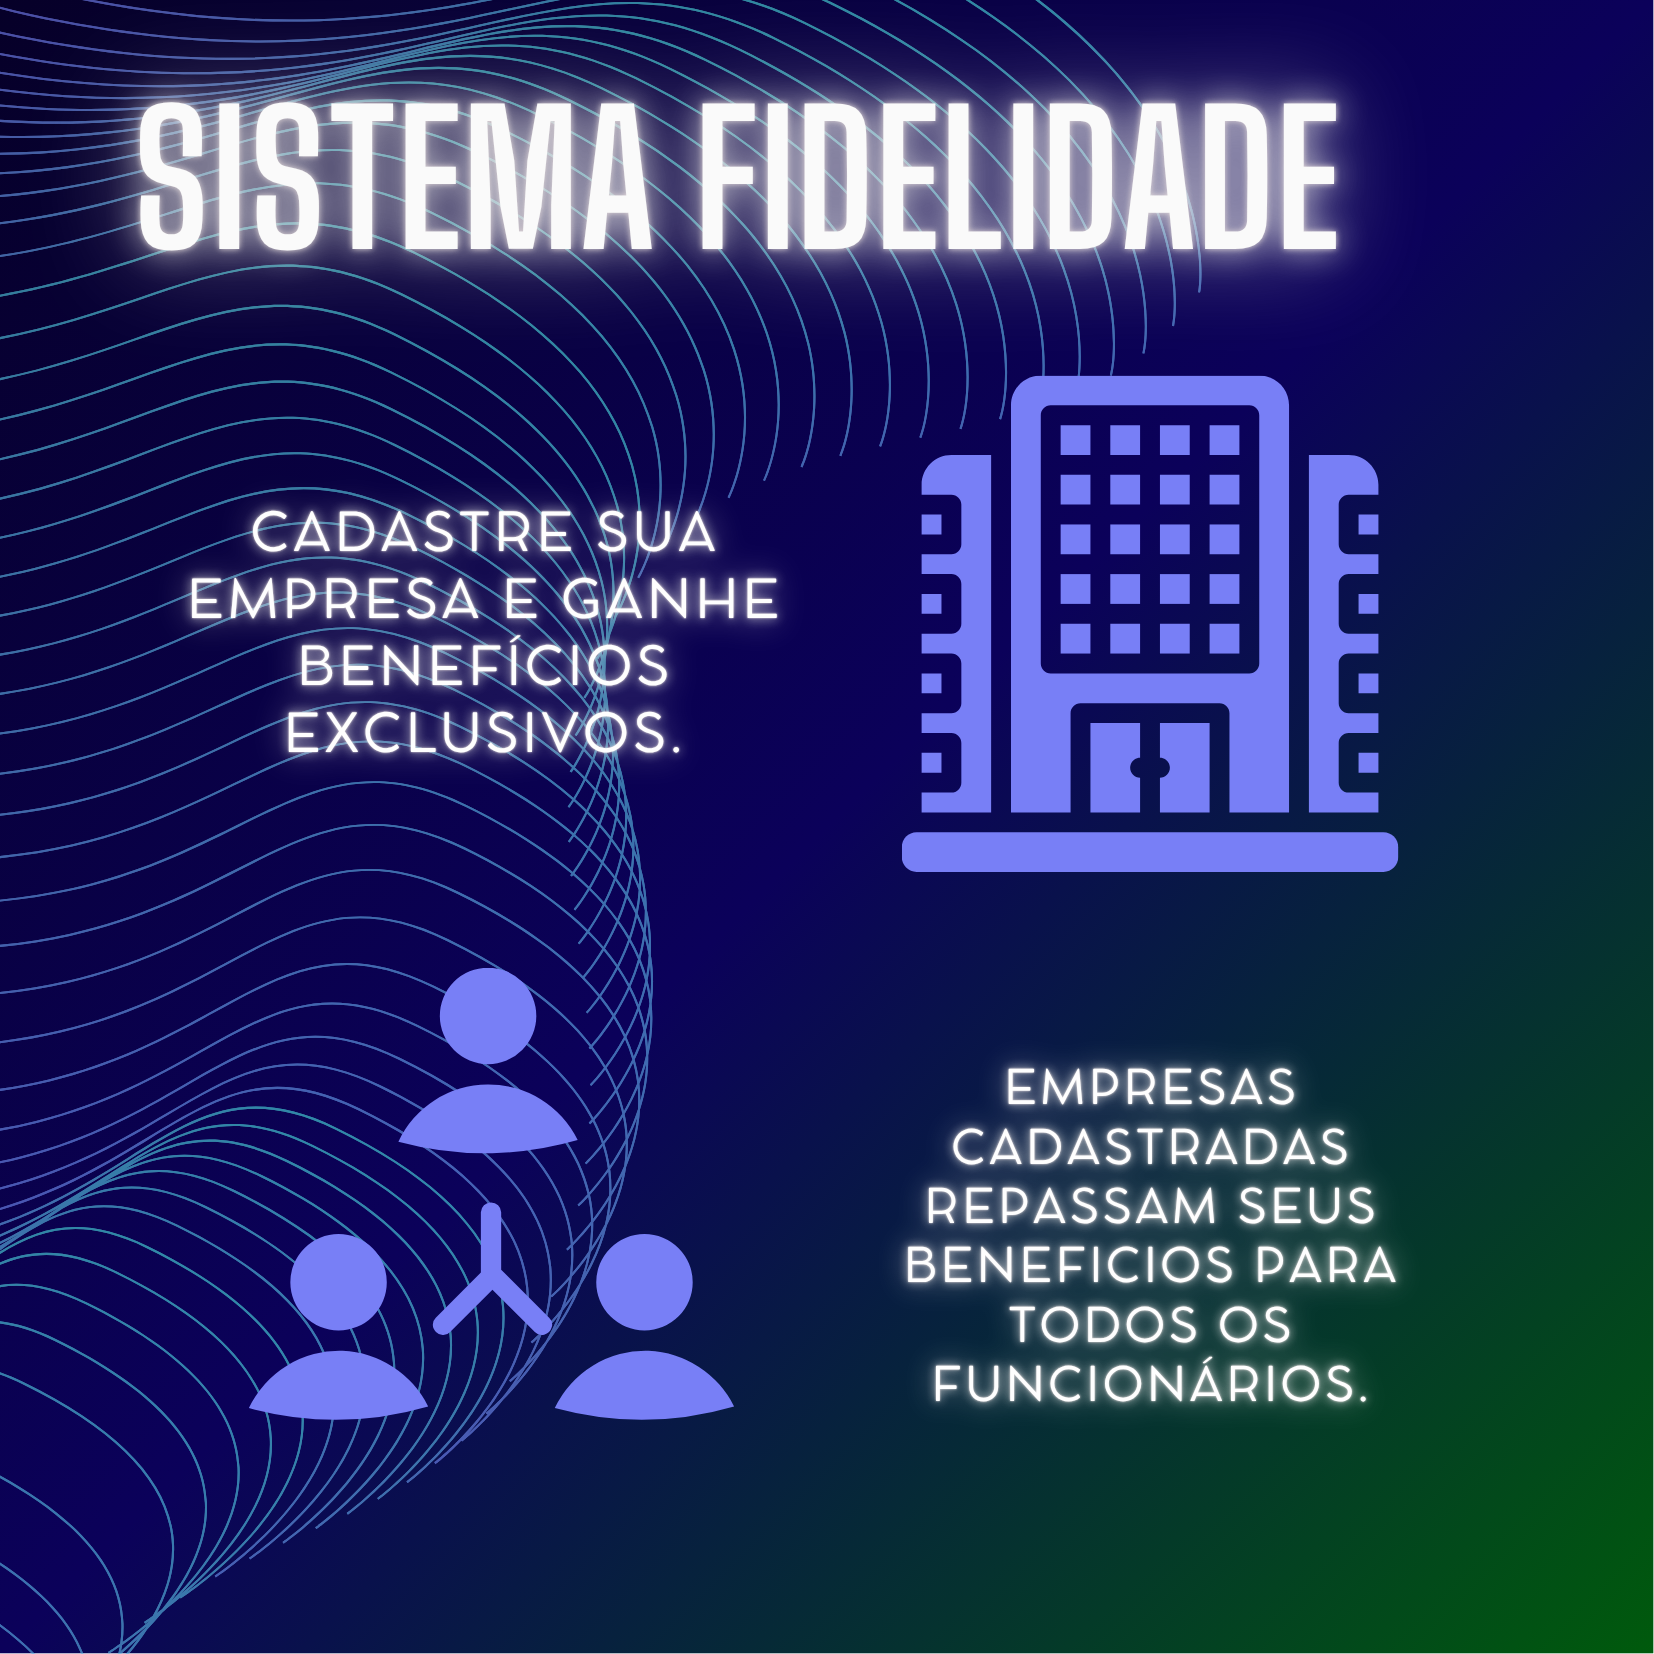 SISTEMA FIDELIDADE
CADASTRE SUA
EMPRESA E GANHE
BENEFÍCIOS
EXCLUSIVOS.
EMPRESAS
CADASTRADAS
REPASSAM SEUS
BENEFICIOS PARA
TODOS OS
FUNCIONÁRIOS.